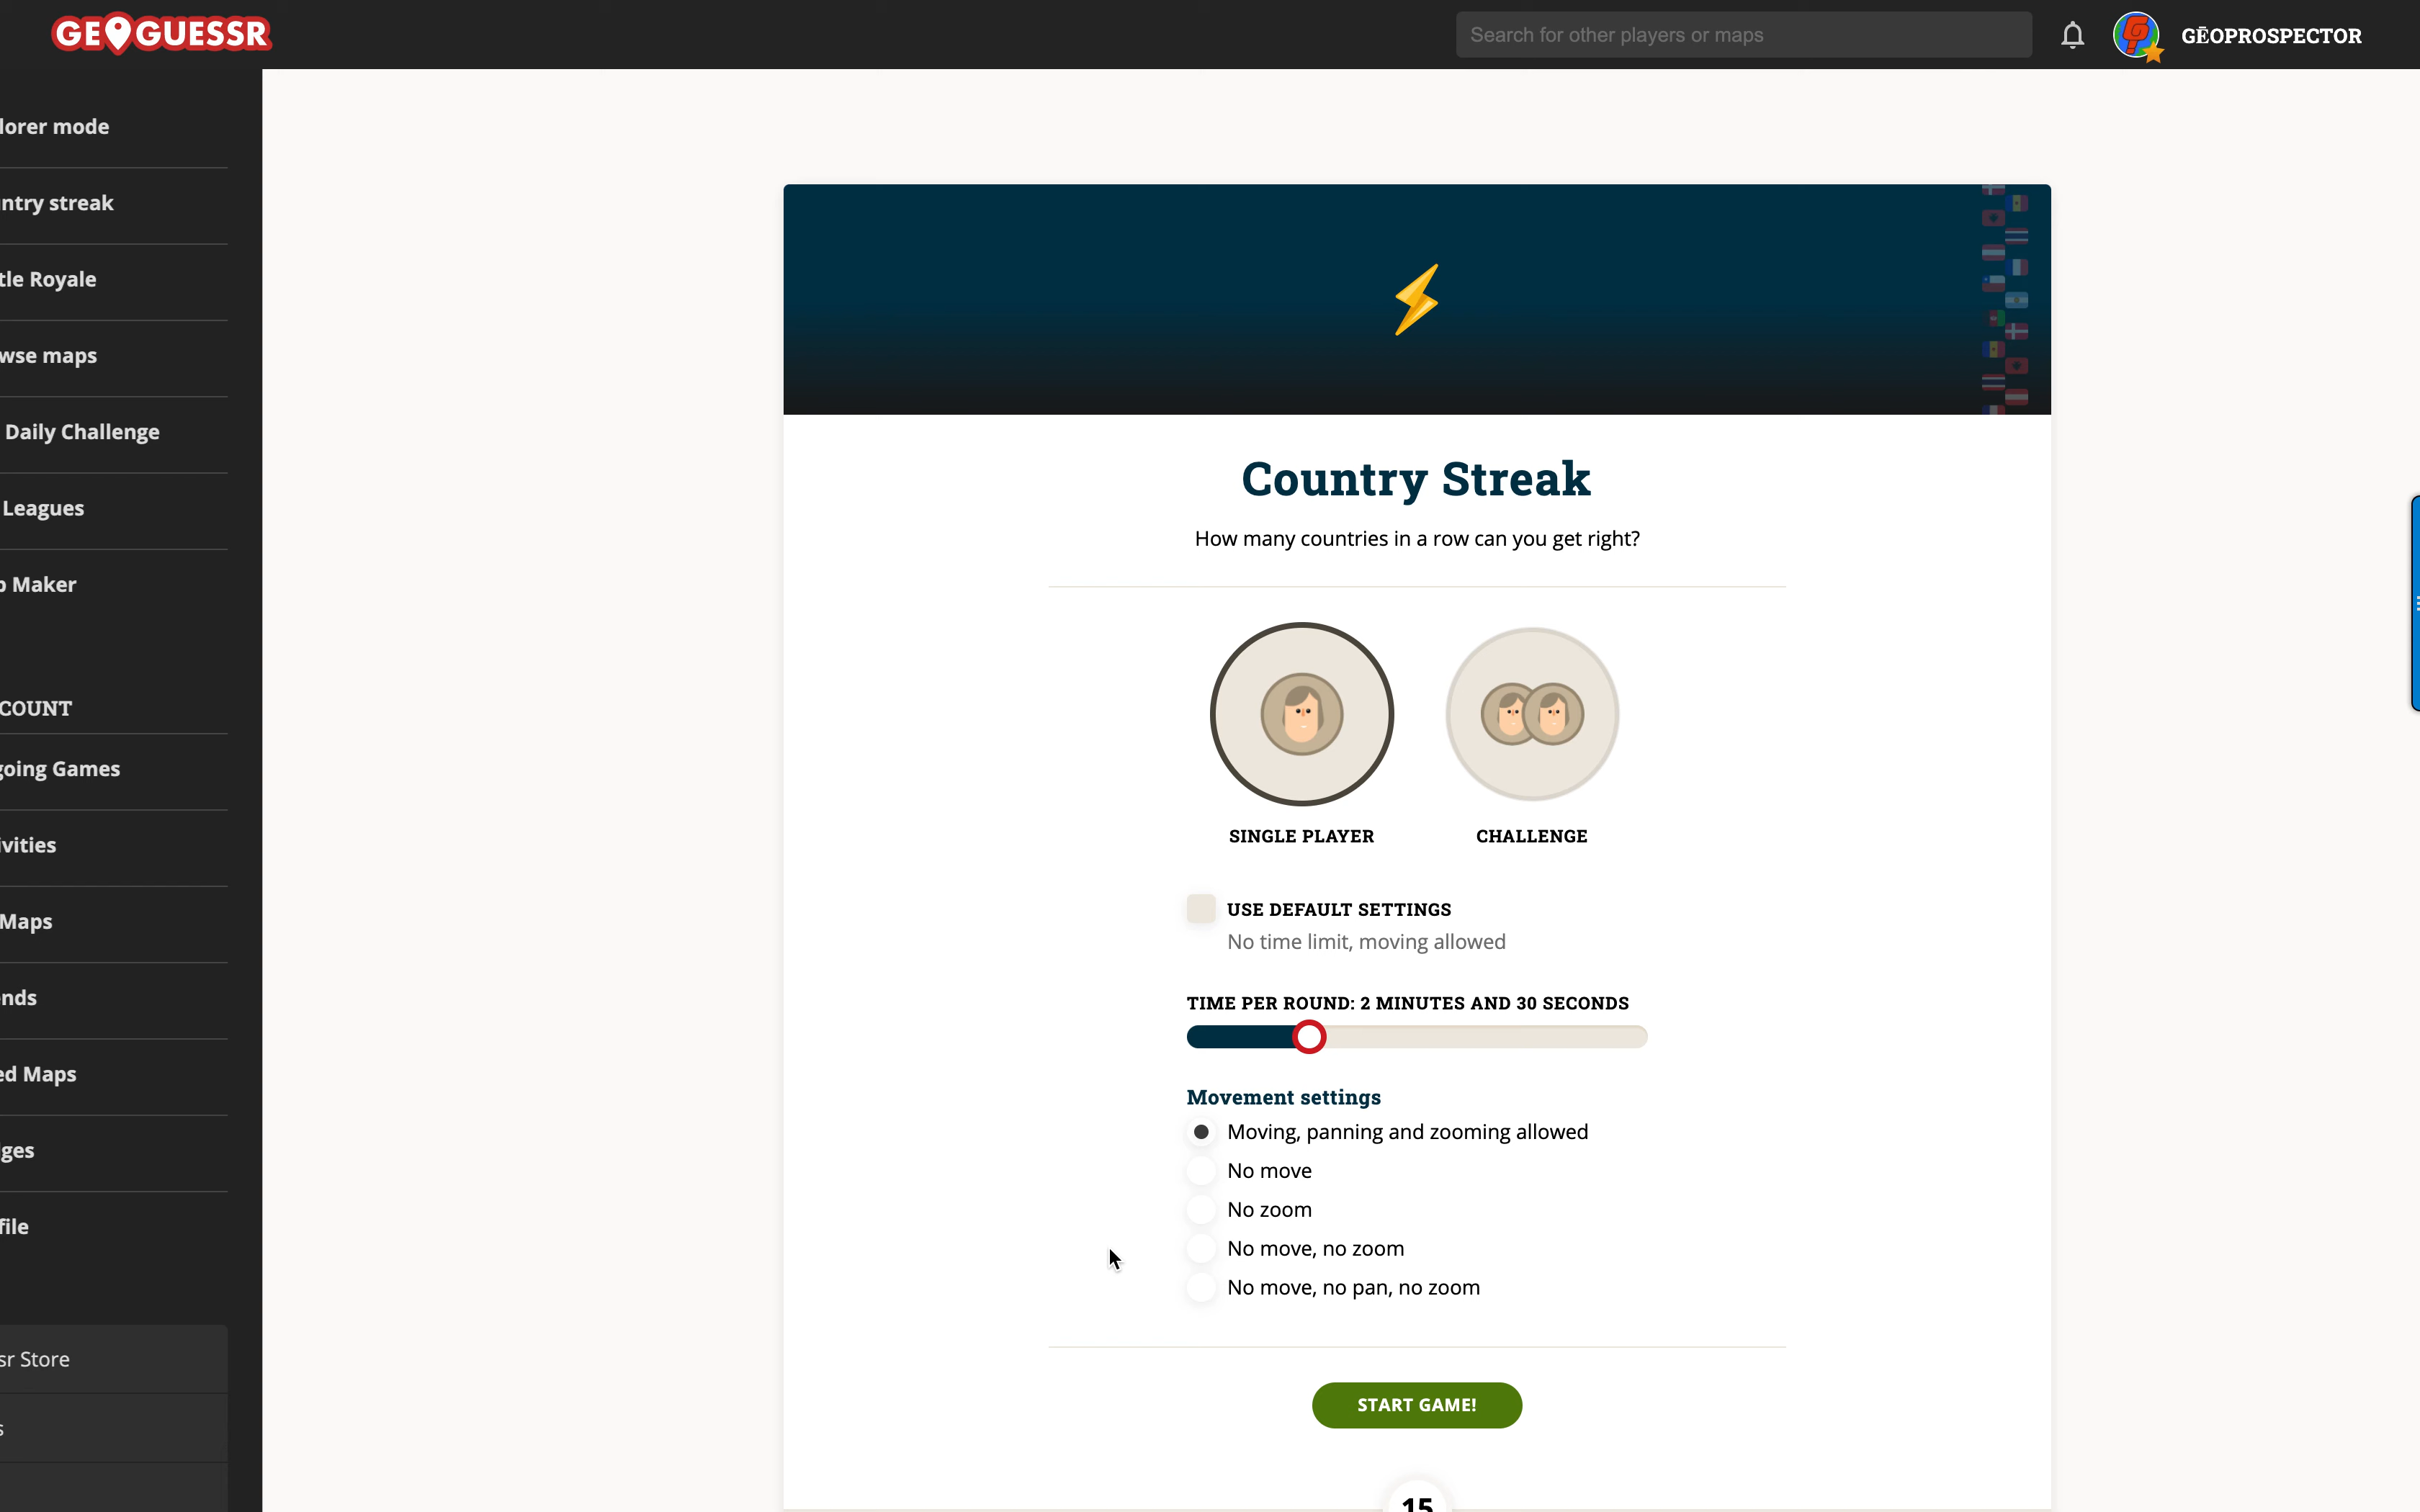 GEOGUESSR
Search for other players or maps
GĒOPROSPECTOR
lorer mode
ntry streak
tle Royale
wse maps
Daily Challenge
Leagues
p Maker
COUNT
going Games
ivities
Maps
ends
ed Maps
ges
file
sr Store
s
Country Streak
How many countries in a row can you get right?
SINGLE PLAYER
CHALLENGE
USE DEFAULT SETTINGS
No time limit, moving allowed
TIME PER ROUND: 2 MINUTES AND 30 SECONDS
Movement settings
Moving, panning and zooming allowed
No move
No zoom
No move, no zoom
No move, no pan, no zoom
START GAME!
15